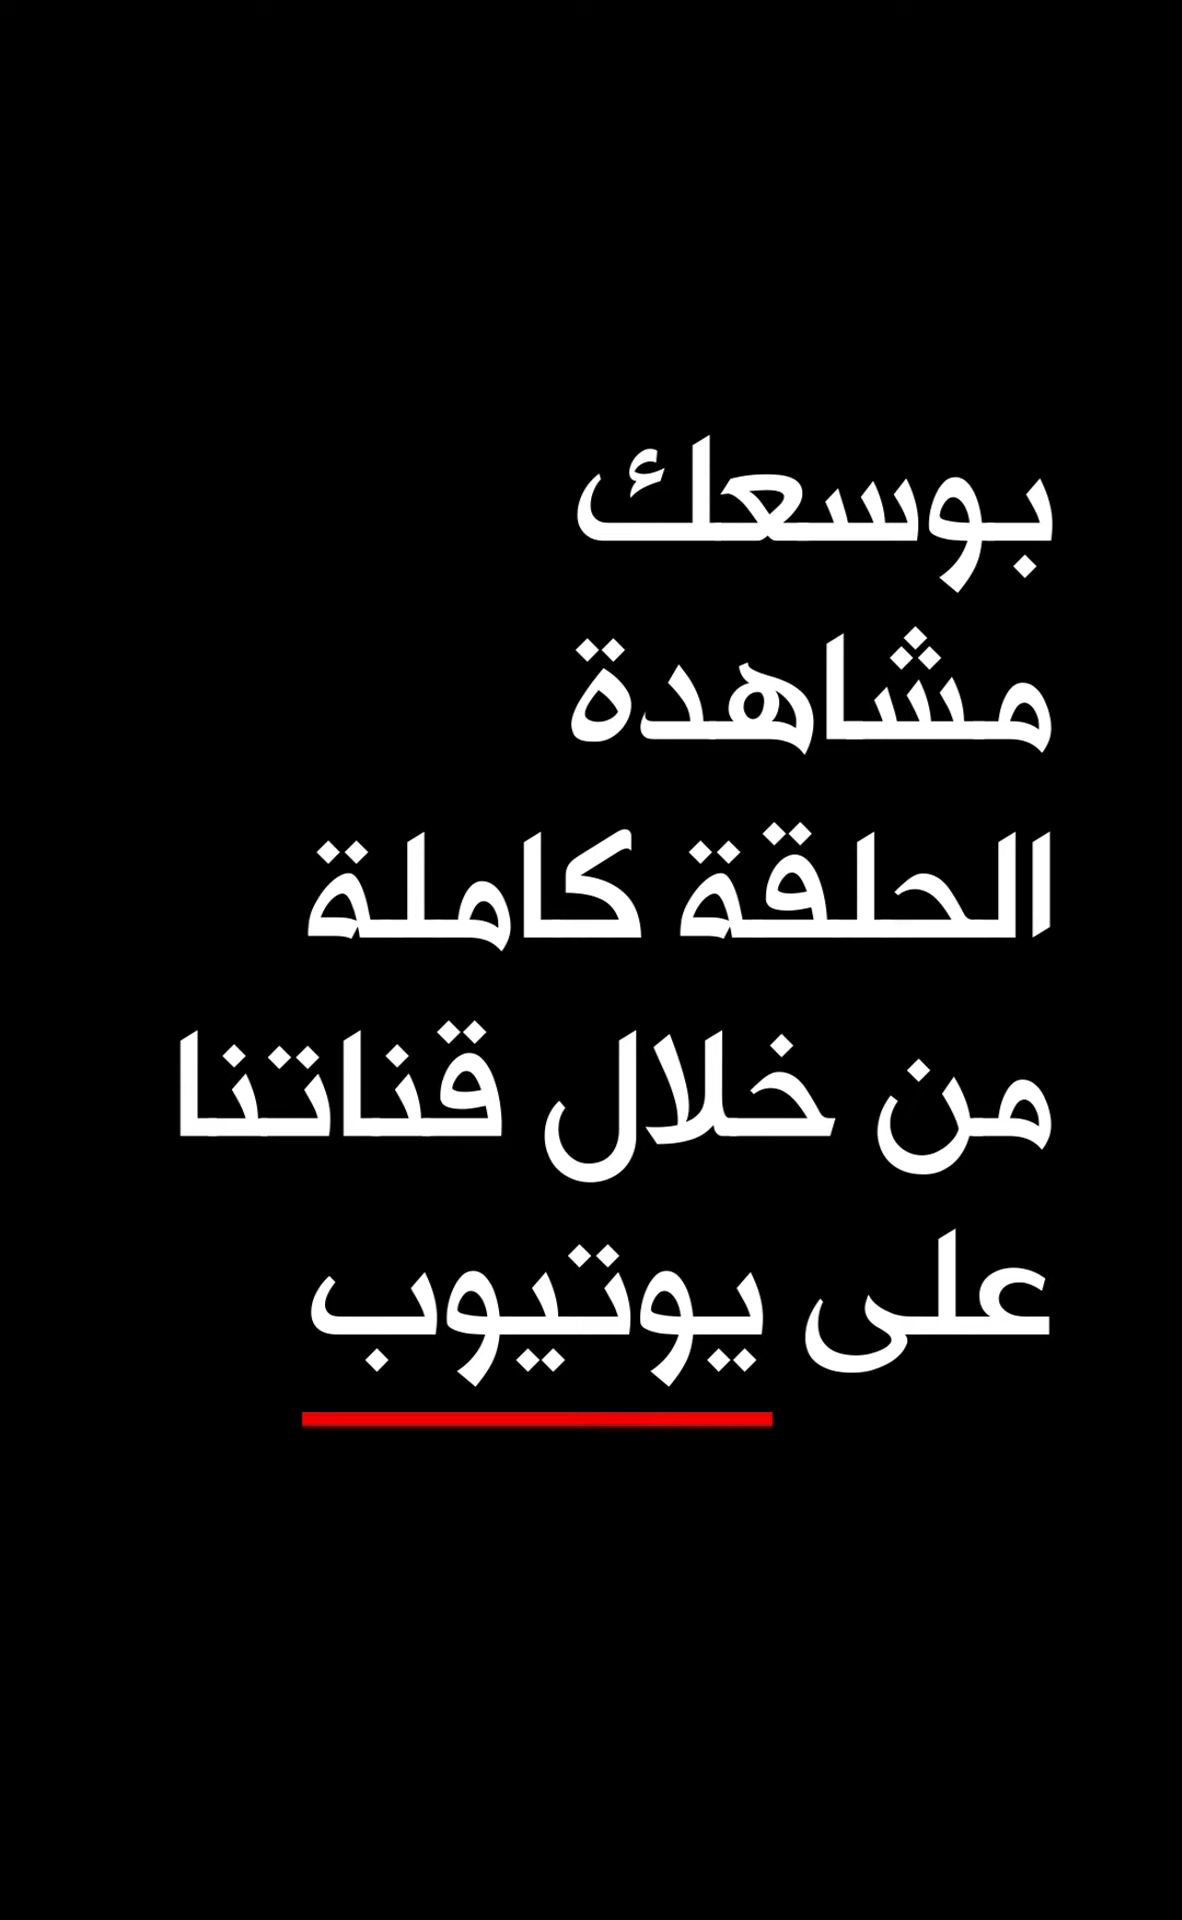 بوسعك
مشاهدة
الحلقة كاملة
من خلال قناتنا
على يوتيوب